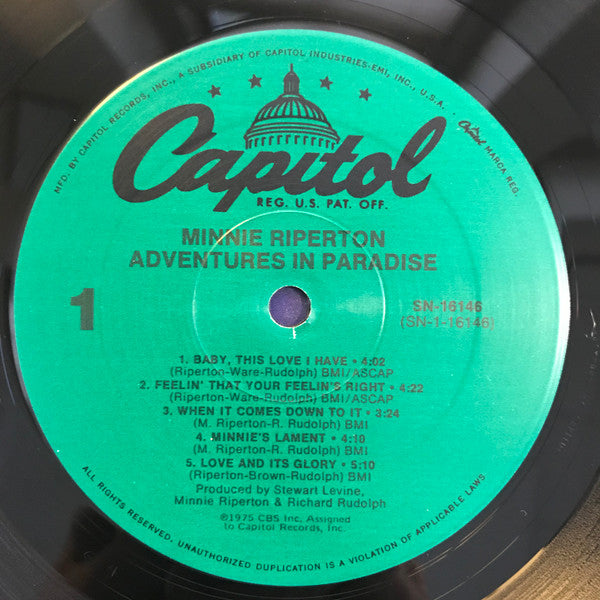 MFD. BY CAPITOL RECORDS, INC., A SUBSIDIARY OF CAPITOL INDUSTRIES-EMI, INC., U.S.A. · Capitol MARCA REG.
Capitol
REG. U.S. PAT. OFF.
MINNIE RIPERTON
ADVENTURES IN PARADISE
1
SN-16146
(SN-1-16146)
1. BABY, THIS LOVE I HAVE • 4:02
(Riperton-Ware-Rudolph) BMI/ASCAP
2. FEELIN' THAT YOUR FEELIN'S RIGHT • 4:22
(Riperton-Ware-Rudolph) BMI/ASCAP
3. WHEN IT COMES DOWN TO IT • 3:24
(M. Riperton-R. Rudolph) BMI
4. MINNIE'S LAMENT • 4:10
(M. Riperton-R. Rudolph) BMI
5. LOVE AND ITS GLORY • 5:10
(Riperton-Brown-Rudolph) BMI
Produced by Stewart Levine,
Minnie Riperton & Richard Rudolph
℗1975 CBS Inc. Assigned
to Capitol Records, Inc.
ALL RIGHTS RESERVED. UNAUTHORIZED DUPLICATION IS A VIOLATION OF APPLICABLE LAWS